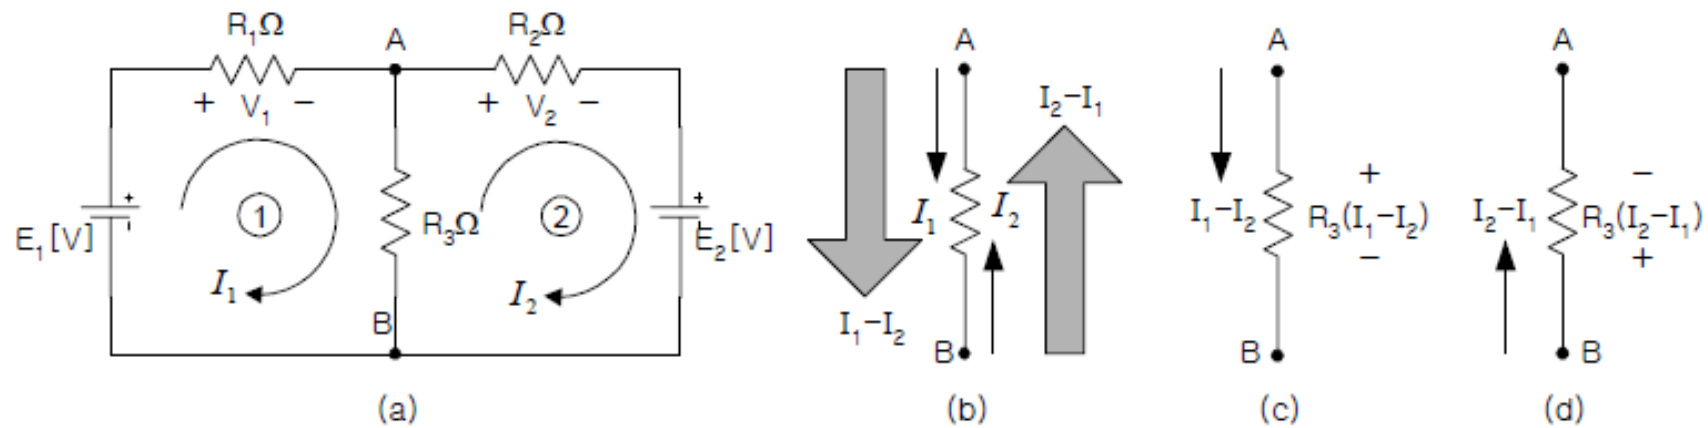 R₁Ω
A
R₂Ω
+ V₁ −
+ V₂ −
+
-
E₁[V]
1
I₁
R₃Ω
2
I₂
+
-
E₂[V]
B
(a)
A
I₁
I₂
I₂−I₁
I₁−I₂
B
(b)
A
I₁−I₂
+
R₃(I₁−I₂)
−
B
(c)
A
I₂−I₁
−
R₃(I₂−I₁)
+
B
(d)